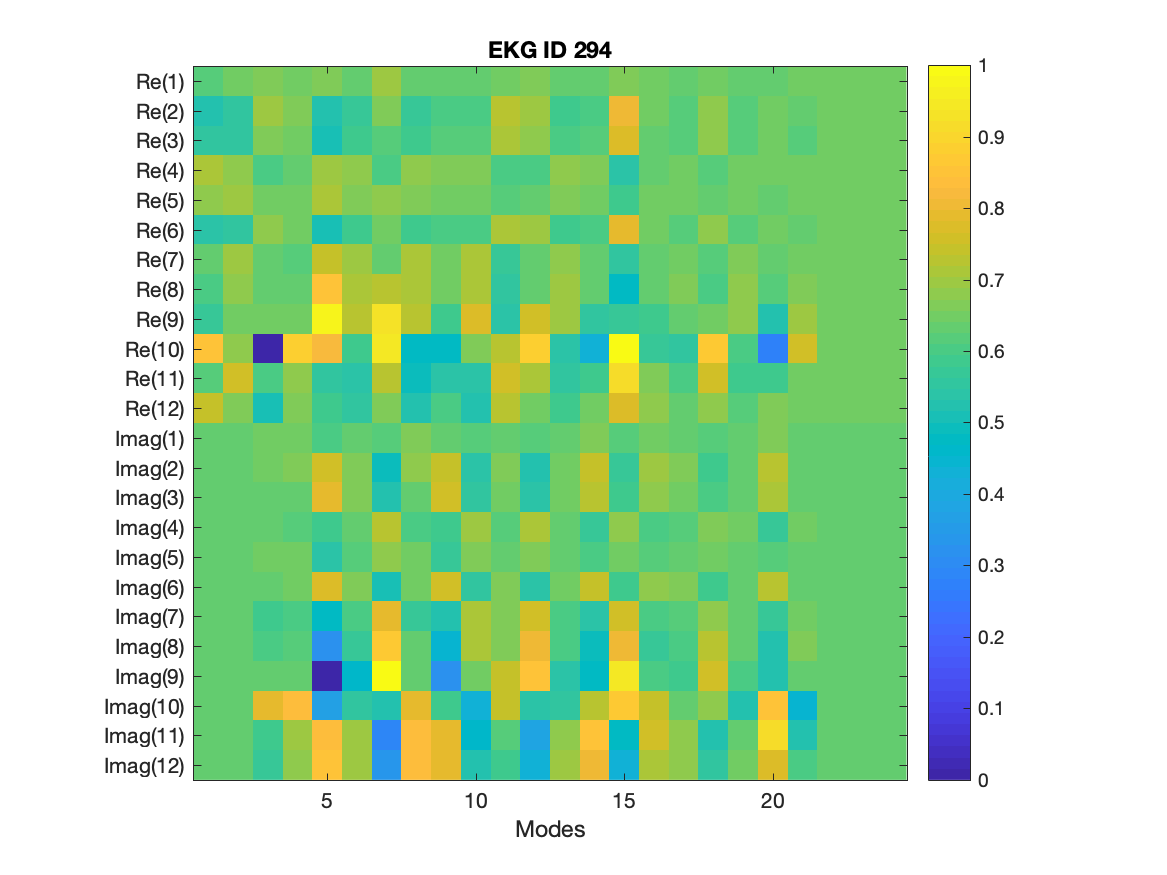 EKG ID 294
Re(1)
Re(2)
Re(3)
Re(4)
Re(5)
Re(6)
Re(7)
Re(8)
Re(9)
Re(10)
Re(11)
Re(12)
Imag(1)
Imag(2)
Imag(3)
Imag(4)
Imag(5)
Imag(6)
Imag(7)
Imag(8)
Imag(9)
Imag(10)
Imag(11)
Imag(12)
5 10 15 20
Modes
1
0.9
0.8
0.7
0.6
0.5
0.4
0.3
0.2
0.1
0